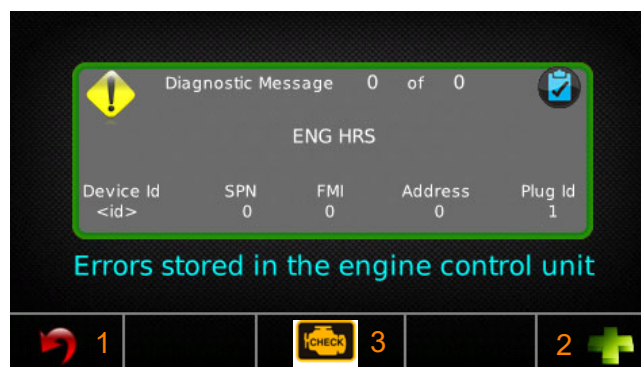 Diagnostic Message 0 of 0
ENG HRS
Device Id SPN FMI Address Plug Id
<id> 0 0 0 1
Errors stored in the engine control unit
1 CHECK 3 2